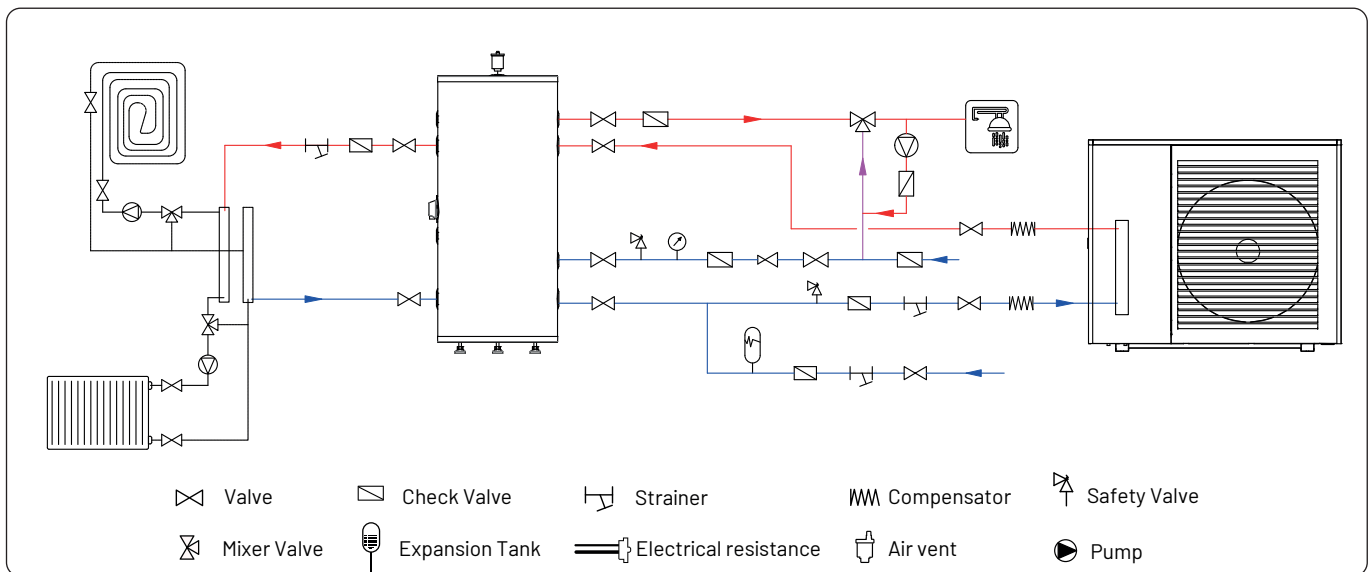 Valve
Check Valve
Strainer
Compensator
Safety Valve
Mixer Valve
Expansion Tank
Electrical resistance
Air vent
Pump